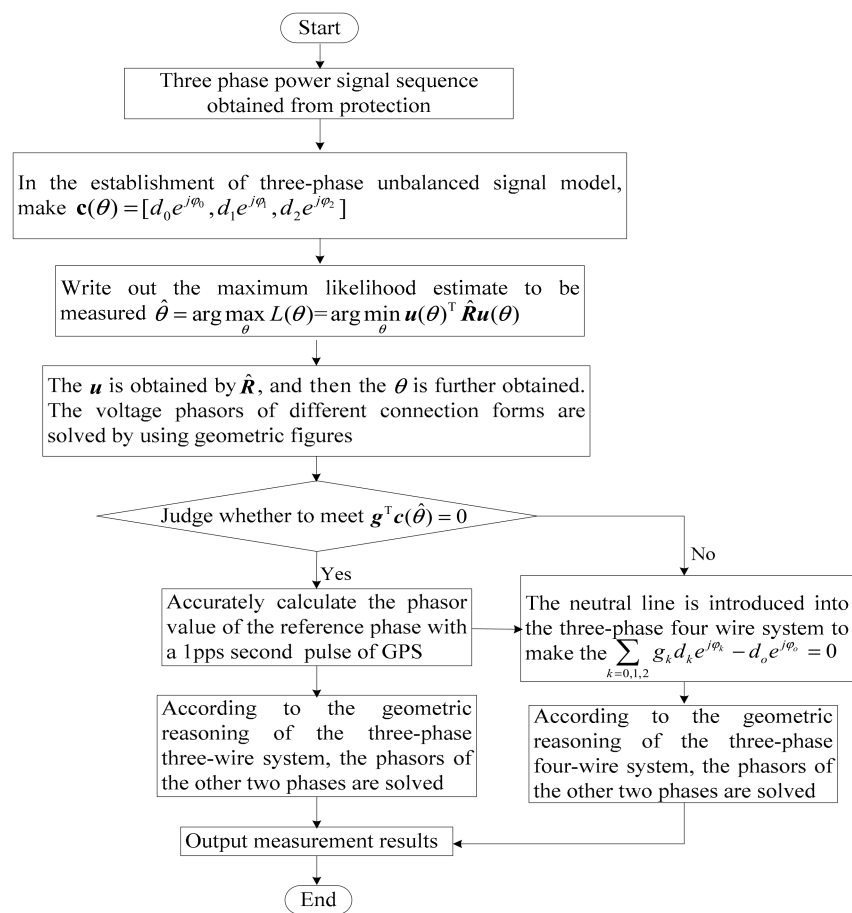 Start
Three phase power signal sequence
obtained from protection
In the establishment of three-phase unbalanced signal model,
make c(θ) = [d₀e^{jφ₀}, d₁e^{jφ₁}, d₂e^{jφ₂}]
Write out the maximum likelihood estimate to be
measured θ̂ = arg max_θ L(θ)= arg min_θ u(θ)^T R̂u(θ)
The u is obtained by R̂, and then the θ is further obtained.
The voltage phasors of different connection forms are
solved by using geometric figures
Judge whether to meet g^T c(θ̂) = 0
No
Yes
Accurately calculate the phasor
value of the reference phase with
a 1pps second pulse of GPS
The neutral line is introduced into
the three-phase four wire system to
make the ∑_{k=0,1,2} g_k d_k e^{jφ_k} − d_o e^{jφ_o} = 0
According to the geometric
reasoning of the three-phase
three-wire system, the phasors of
the other two phases are solved
According to the geometric
reasoning of the three-phase
four-wire system, the phasors of
the other two phases are solved
Output measurement results
End